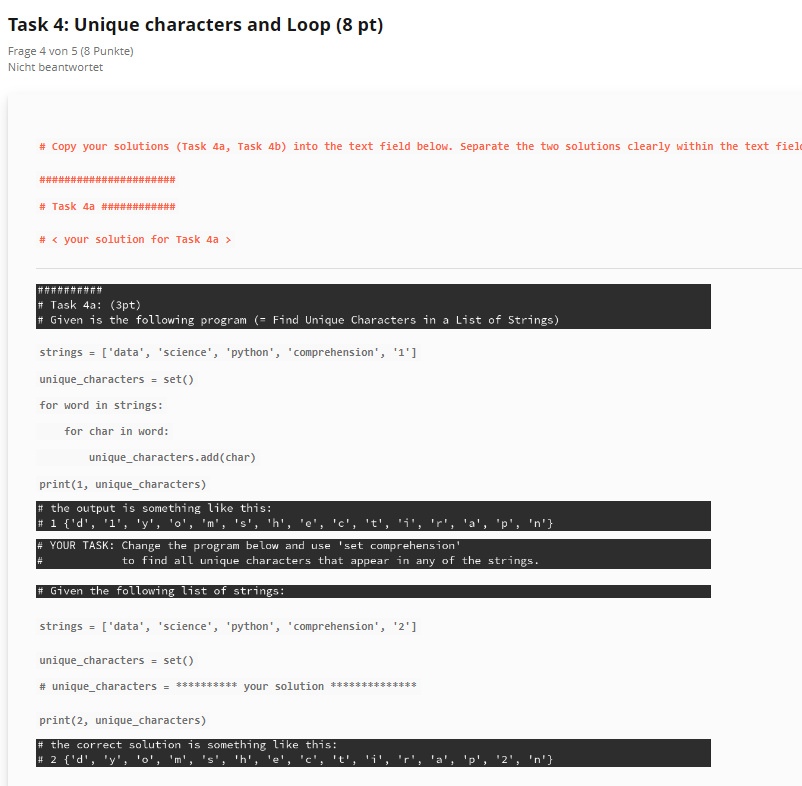 Task 4: Unique characters and Loop (8 pt)
Frage 4 von 5 (8 Punkte)
Nicht beantwortet
# Copy your solutions (Task 4a, Task 4b) into the text field below. Separate the two solutions clearly within the text field
######################
# Task 4a ############
# < your solution for Task 4a >
##########
# Task 4a: (3pt)
# Given is the following program (= Find Unique Characters in a List of Strings)
strings = ['data', 'science', 'python', 'comprehension', '1']
unique_characters = set()
for word in strings:
    for char in word:
        unique_characters.add(char)
print(1, unique_characters)
# the output is something like this:
# 1 {'d', '1', 'y', 'o', 'm', 's', 'h', 'e', 'c', 't', 'i', 'r', 'a', 'p', 'n'}
# YOUR TASK: Change the program below and use 'set comprehension'
#            to find all unique characters that appear in any of the strings.
# Given the following list of strings:
strings = ['data', 'science', 'python', 'comprehension', '2']
unique_characters = set()
# unique_characters = ********** your solution **************
print(2, unique_characters)
# the correct solution is something like this:
# 2 {'d', 'y', 'o', 'm', 's', 'h', 'e', 'c', 't', 'i', 'r', 'a', 'p', '2', 'n'}